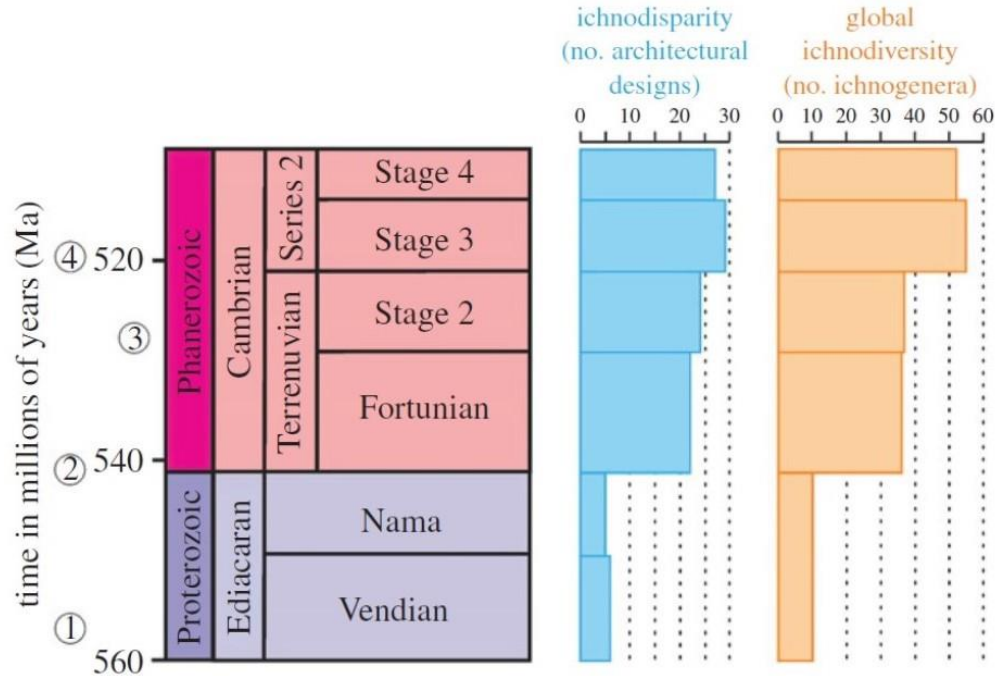 ichnodisparity
(no. architectural
designs)
0 10 20 30
global
ichnodiversity
(no. ichnogenera)
0 10 20 30 40 50 60
time in millions of years (Ma)
④ 520
③
② 540
①
560
Phanerozoic
Proterozoic
Cambrian
Ediacaran
Series 2
Terrenuvian
Stage 4
Stage 3
Stage 2
Fortunian
Nama
Vendian